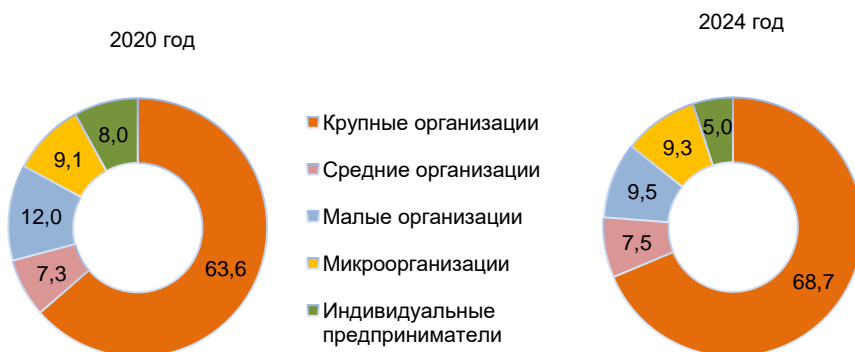 2020 год
2024 год
8,0
9,1
12,0
7,3
63,6
Крупные организации
Средние организации
Малые организации
Микроорганизации
Индивидуальные
предприниматели
5,0
9,3
9,5
7,5
68,7